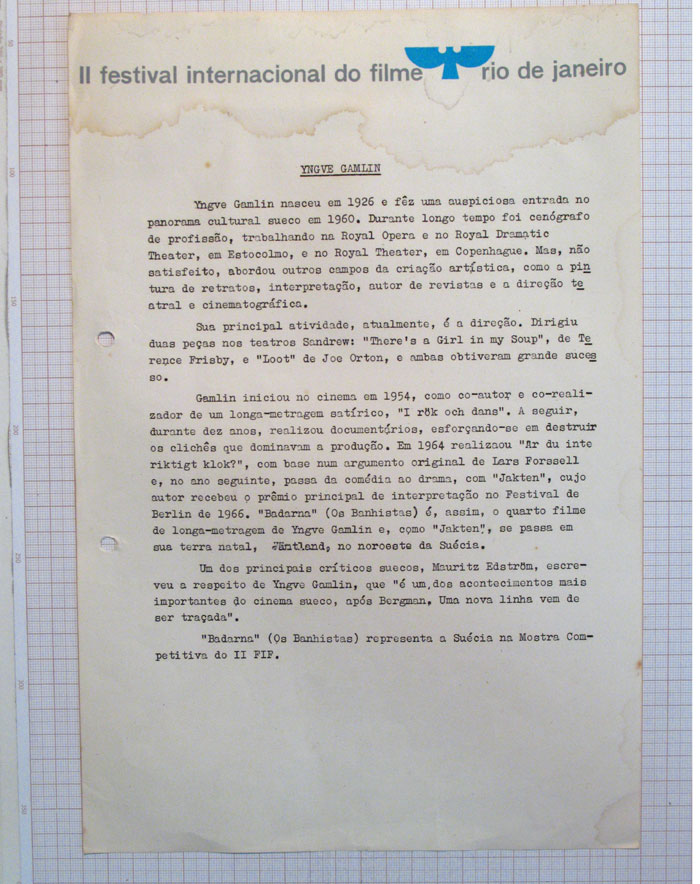 II festival internacional do filme rio de janeiro
YNGVE GAMLIN
Yngve Gamlin nasceu em 1926 e fêz uma auspiciosa entrada no
panorama cultural sueco em 1960. Durante longo tempo foi cenógrafo
de profissão, trabalhando na Royal Opera e no Royal Dramatic
Theater, em Estocolmo, e no Royal Theater, em Copenhague. Mas, não
satisfeito, abordou outros campos da criação artística, como a pin
tura de retratos, interpretação, autor de revistas e a direção te
atral e cinematográfica.
Sua principal atividade, atualmente, é a direção. Dirigiu
duas peças nos teatros Sandrew: "There's a Girl in my Soup", de Te
rence Frisby, e "Loot" de Joe Orton, e ambas obtiveram grande suces
so.
Gamlin iniciou no cinema em 1954, como co-autor e co-reali-
zador de um longa-metragem satírico, "I rök och dans". A seguir,
durante dez anos, realizou documentários, esforçando-se em destruir
os clichês que dominavam a produção. Em 1964 realizaou "Ar du inte
riktigt klok?", com base num argumento original de Lars Forssell
e, no ano seguinte, passa da comédia ao drama, com "Jakten", cujo
autor recebeu o prêmio principal de interpretação no Festival de
Berlin de 1966. "Badarna" (Os Banhistas) é, assim, o quarto filme
de longa-metragem de Yngve Gamlin e, como "Jakten", se passa em
sua terra natal, Jäntland, no noroeste da Suécia.
Um dos principais críticos suecos, Mauritz Edström, escre-
veu a respeito de Yngve Gamlin, que "é um dos acontecimentos mais
importantes do cinema sueco, após Bergman. Uma nova linha vem de
ser traçada".
"Badarna" (Os Banhistas) representa a Suécia na Mostra Com-
petitiva do II FIF.